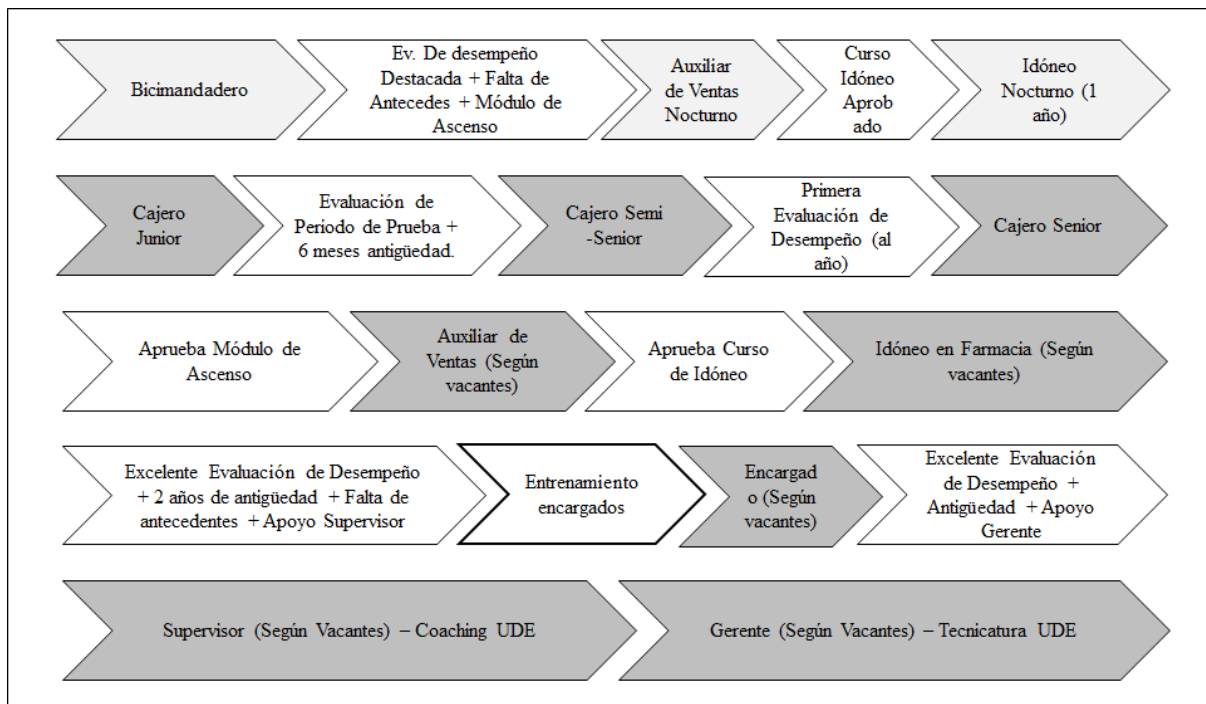 Bicimandadero
Ev. De desempeño
Destacada + Falta de
Antecedes + Módulo de
Ascenso
Auxiliar
de Ventas
Nocturno
Curso
Idóneo
Aprob
ado
Idóneo
Nocturno (1
año)
Cajero
Junior
Evaluación de
Período de Prueba +
6 meses antigüedad.
Cajero Semi
-Senior
Primera
Evaluación de
Desempeño (al
año)
Cajero Senior
Aprueba Módulo de
Ascenso
Auxiliar de
Ventas (Según
vacantes)
Aprueba Curso
de Idóneo
Idóneo en Farmacia (Según
vacantes)
Excelente Evaluación de Desempeño
+ 2 años de antigüedad + Falta de
antecedentes + Apoyo Supervisor
Entrenamiento
encargados
Encargad
o (Según
vacantes)
Excelente Evaluación
de Desempeño +
Antigüedad + Apoyo
Gerente
Supervisor (Según Vacantes) – Coaching UDE
Gerente (Según Vacantes) – Tecnicatura UDE